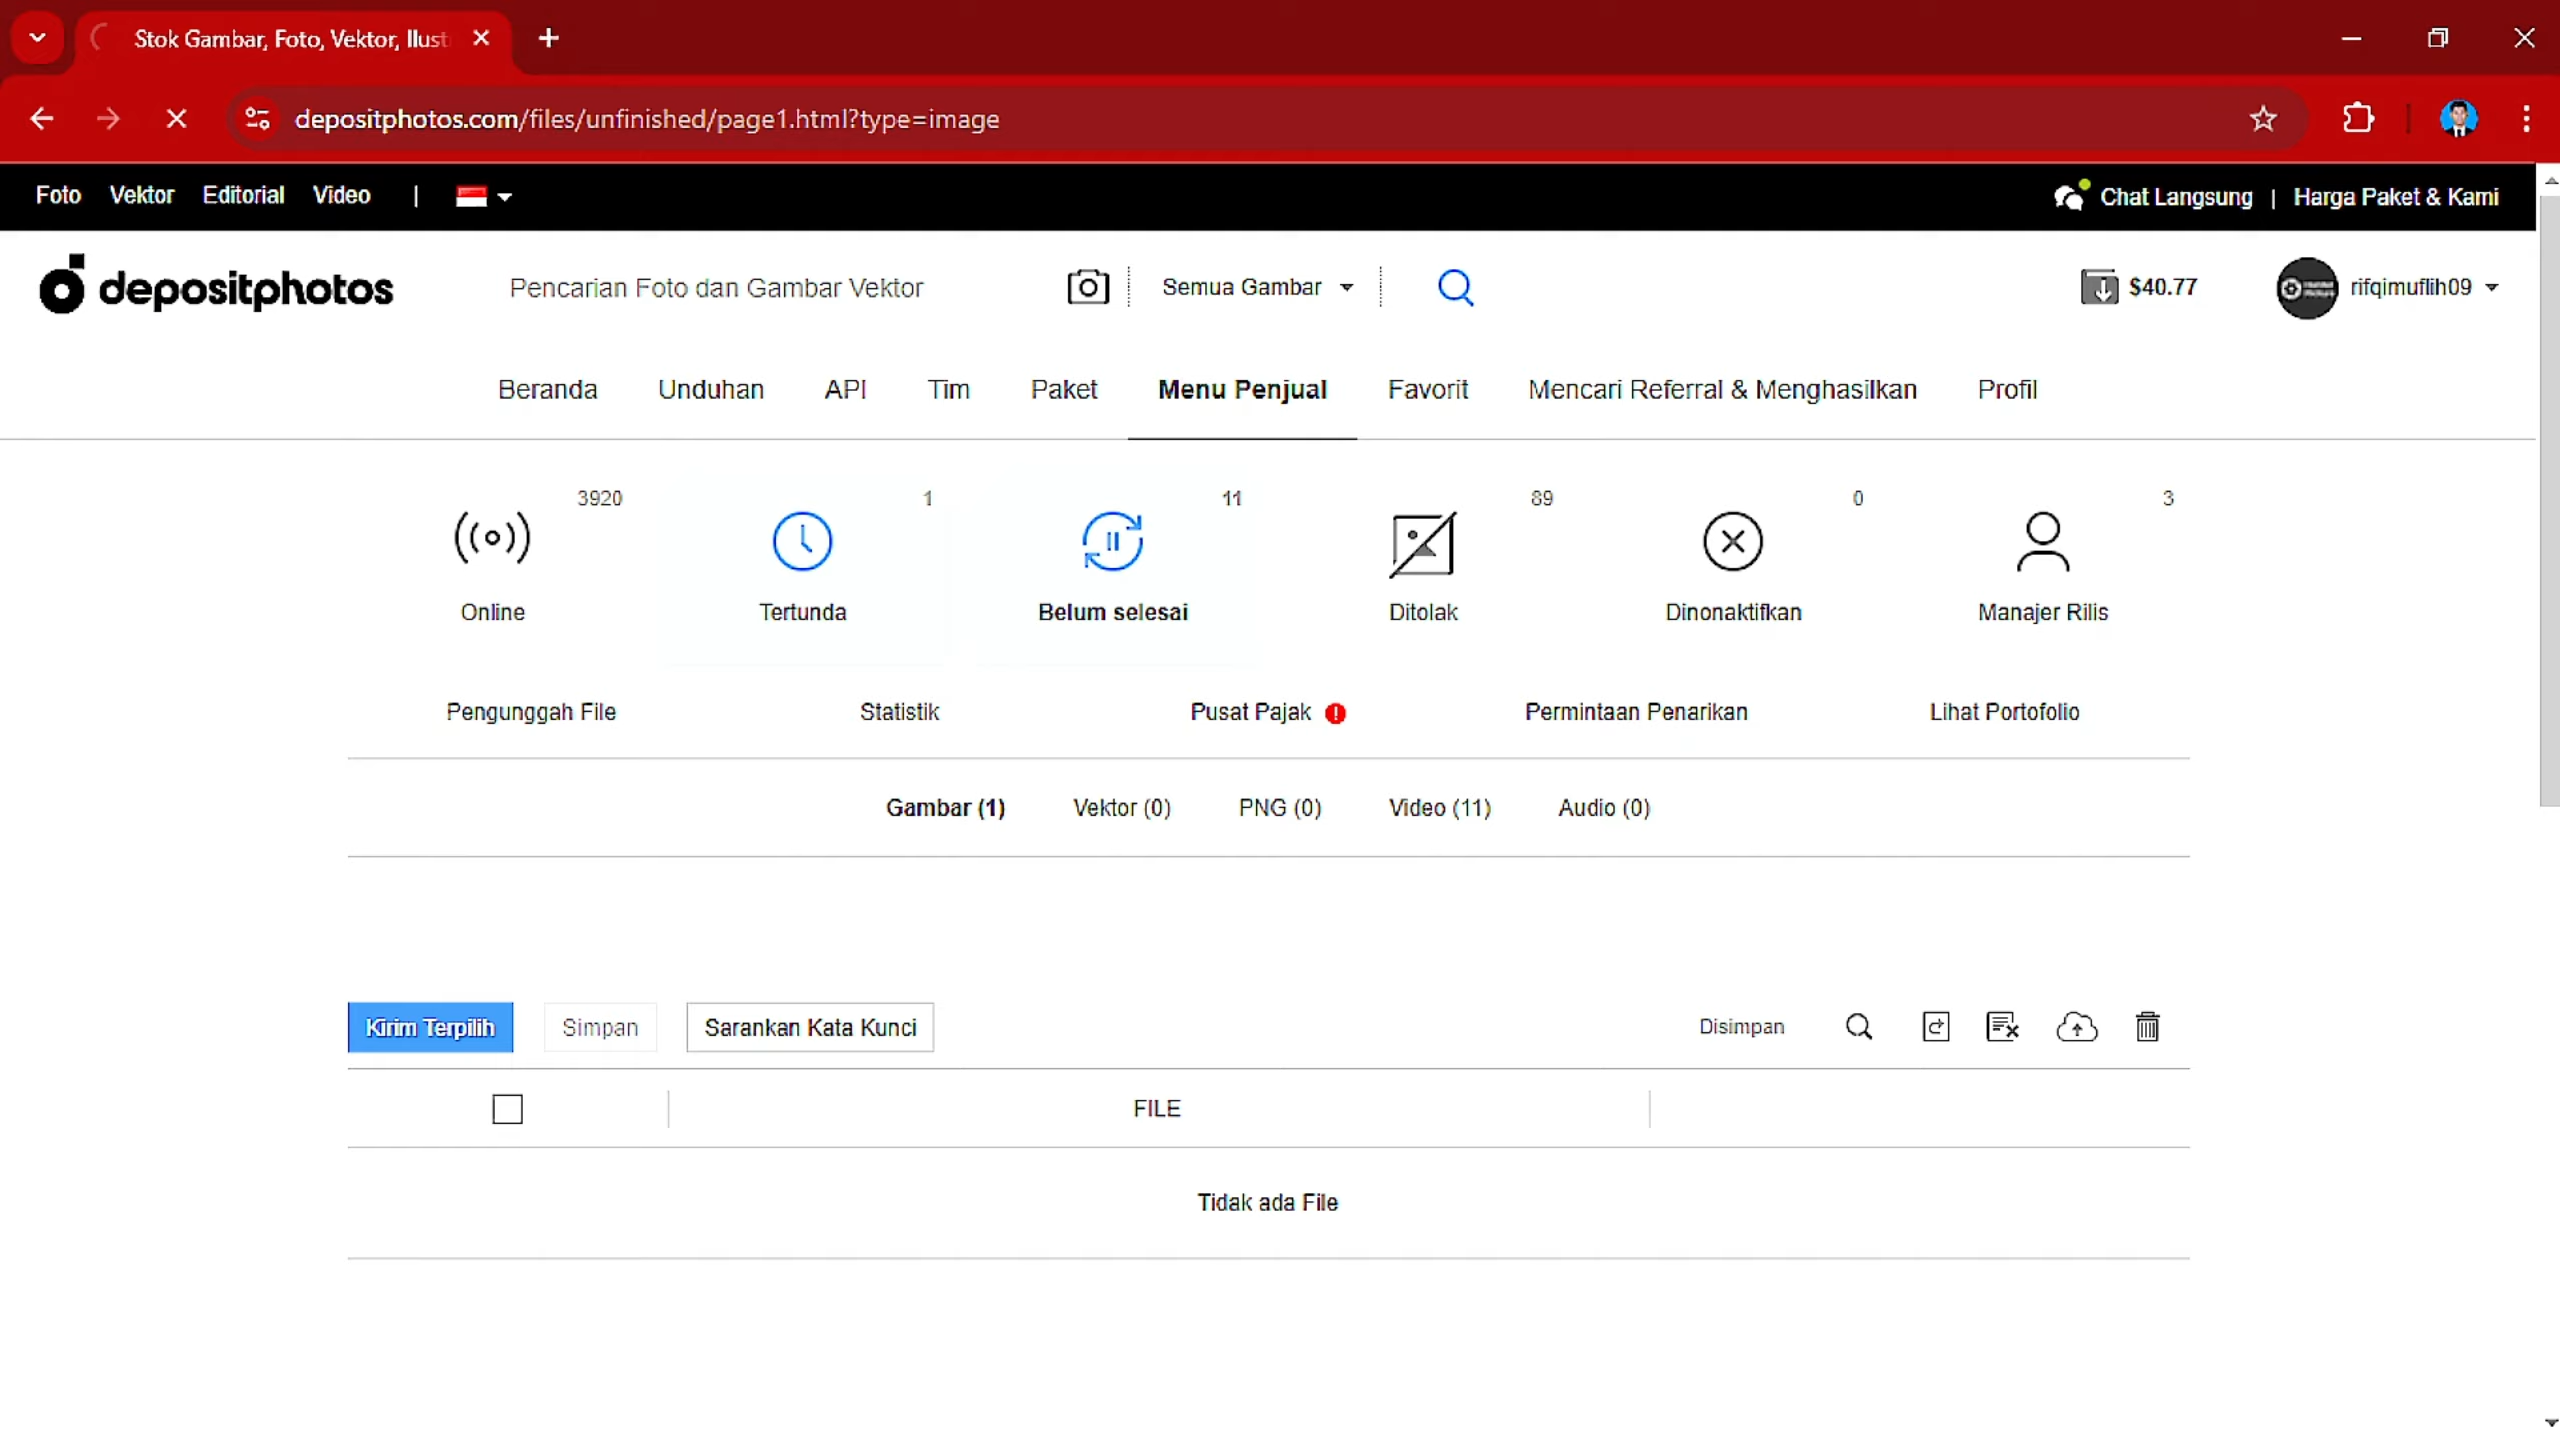 Stok Gambar, Foto, Vektor, Ilust
depositphotos.com/files/unfinished/page1.html?type=image
Foto Vektor Editorial Video |
Chat Langsung | Harga Paket & Kami
depositphotos
Pencarian Foto dan Gambar Vektor
Semua Gambar
$40.77
rifqimuflih09
Beranda Unduhan API Tim Paket Menu Penjual Favorit Mencari Referral & Menghasilkan Profil
3920 1 11 89 0 3
Online Tertunda Belum selesai Ditolak Dinonaktifkan Manajer Rilis
Pengunggah File Statistik Pusat Pajak Permintaan Penarikan Lihat Portofolio
Gambar (1) Vektor (0) PNG (0) Video (11) Audio (0)
Kirim Terpilih Simpan Sarankan Kata Kunci Disimpan
FILE
Tidak ada File